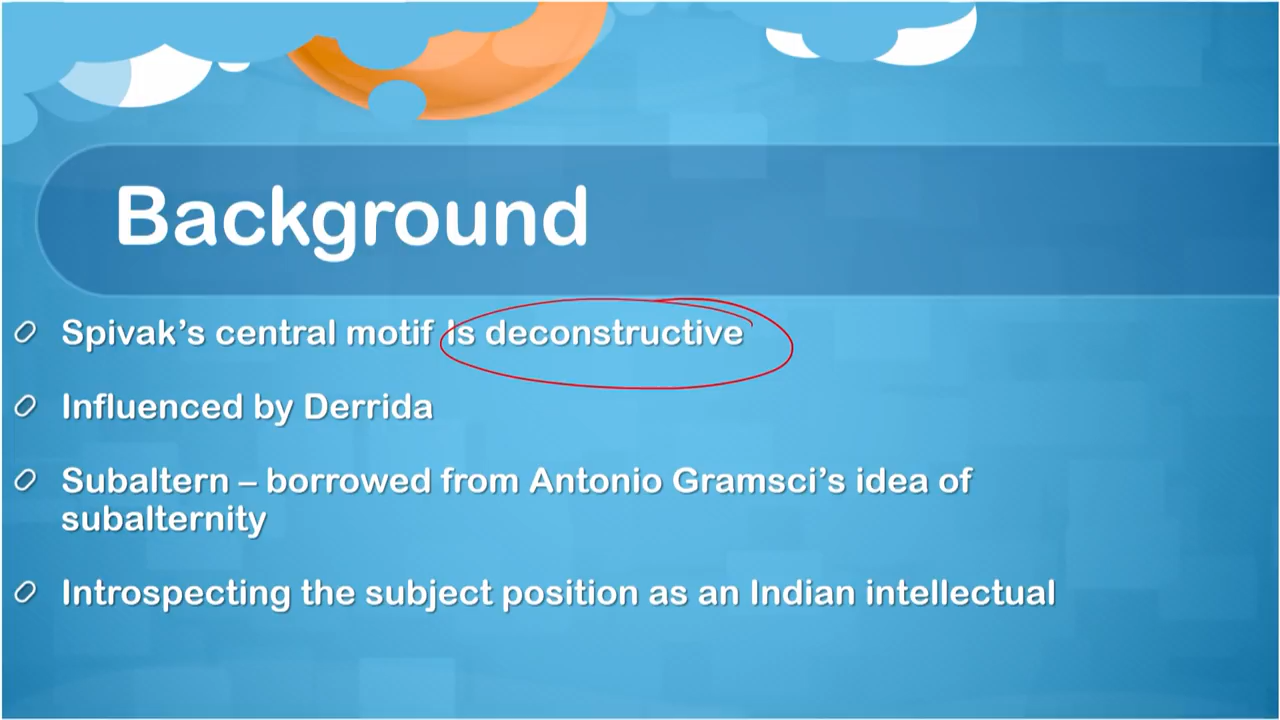 Background
Spivak’s central motif Is deconstructive
Influenced by Derrida
Subaltern – borrowed from Antonio Gramsci’s idea of
subalternity
Introspecting the subject position as an Indian intellectual